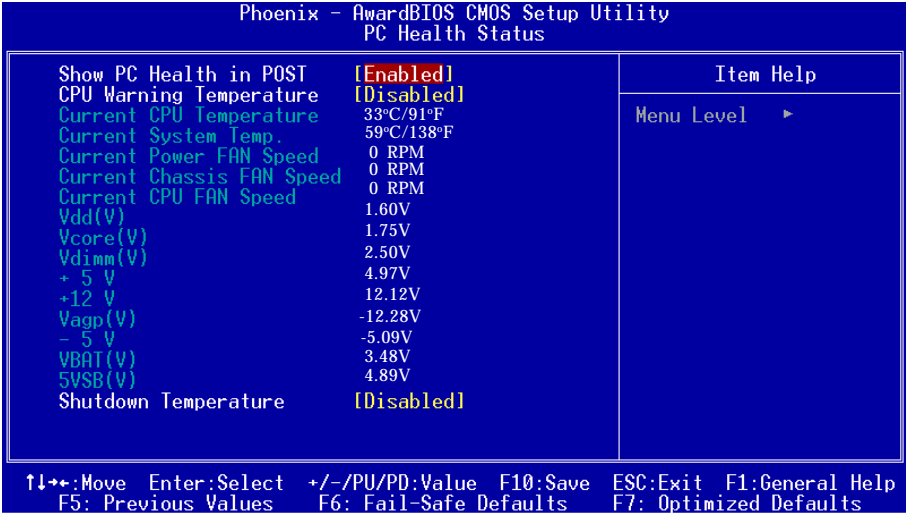 Phoenix - AwardBIOS CMOS Setup Utility
PC Health Status
Show PC Health in POST [Enabled]
CPU Warning Temperature [Disabled]
Current CPU Temperature 33°C/91°F
Current System Temp. 59°C/138°F
Current Power FAN Speed 0 RPM
Current Chassis FAN Speed 0 RPM
Current CPU FAN Speed 0 RPM
Vdd(V) 1.60V
Vcore(V) 1.75V
Vdimm(V) 2.50V
+ 5 V 4.97V
+12 V 12.12V
Vagp(V) -12.28V
- 5 V -5.09V
VBAT(V) 3.48V
5VSB(V) 4.89V
Shutdown Temperature [Disabled]
Item Help
Menu Level ►
↑↓→←:Move Enter:Select +/-/PU/PD:Value F10:Save ESC:Exit F1:General Help
F5: Previous Values F6: Fail-Safe Defaults F7: Optimized Defaults